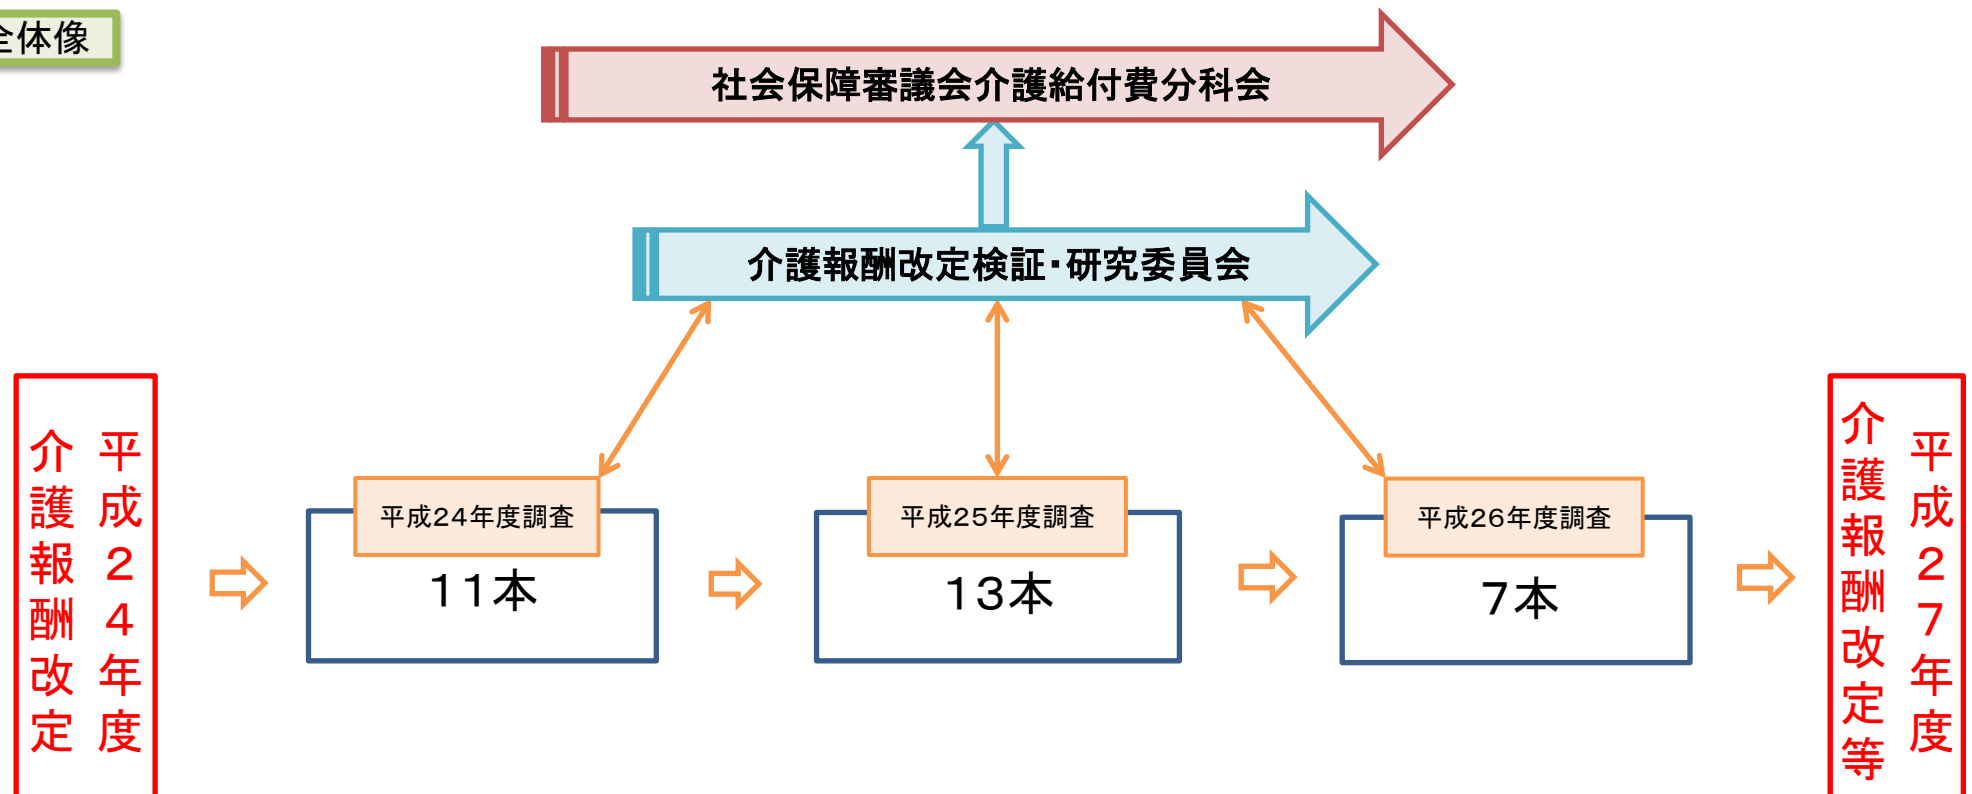 全体像
社会保障審議会介護給付費分科会
介護報酬改定検証・研究委員会
平成２４年度
介護報酬改定
平成24年度調査
１１本
平成25年度調査
１３本
平成26年度調査
７本
平成２７年度
介護報酬改定等